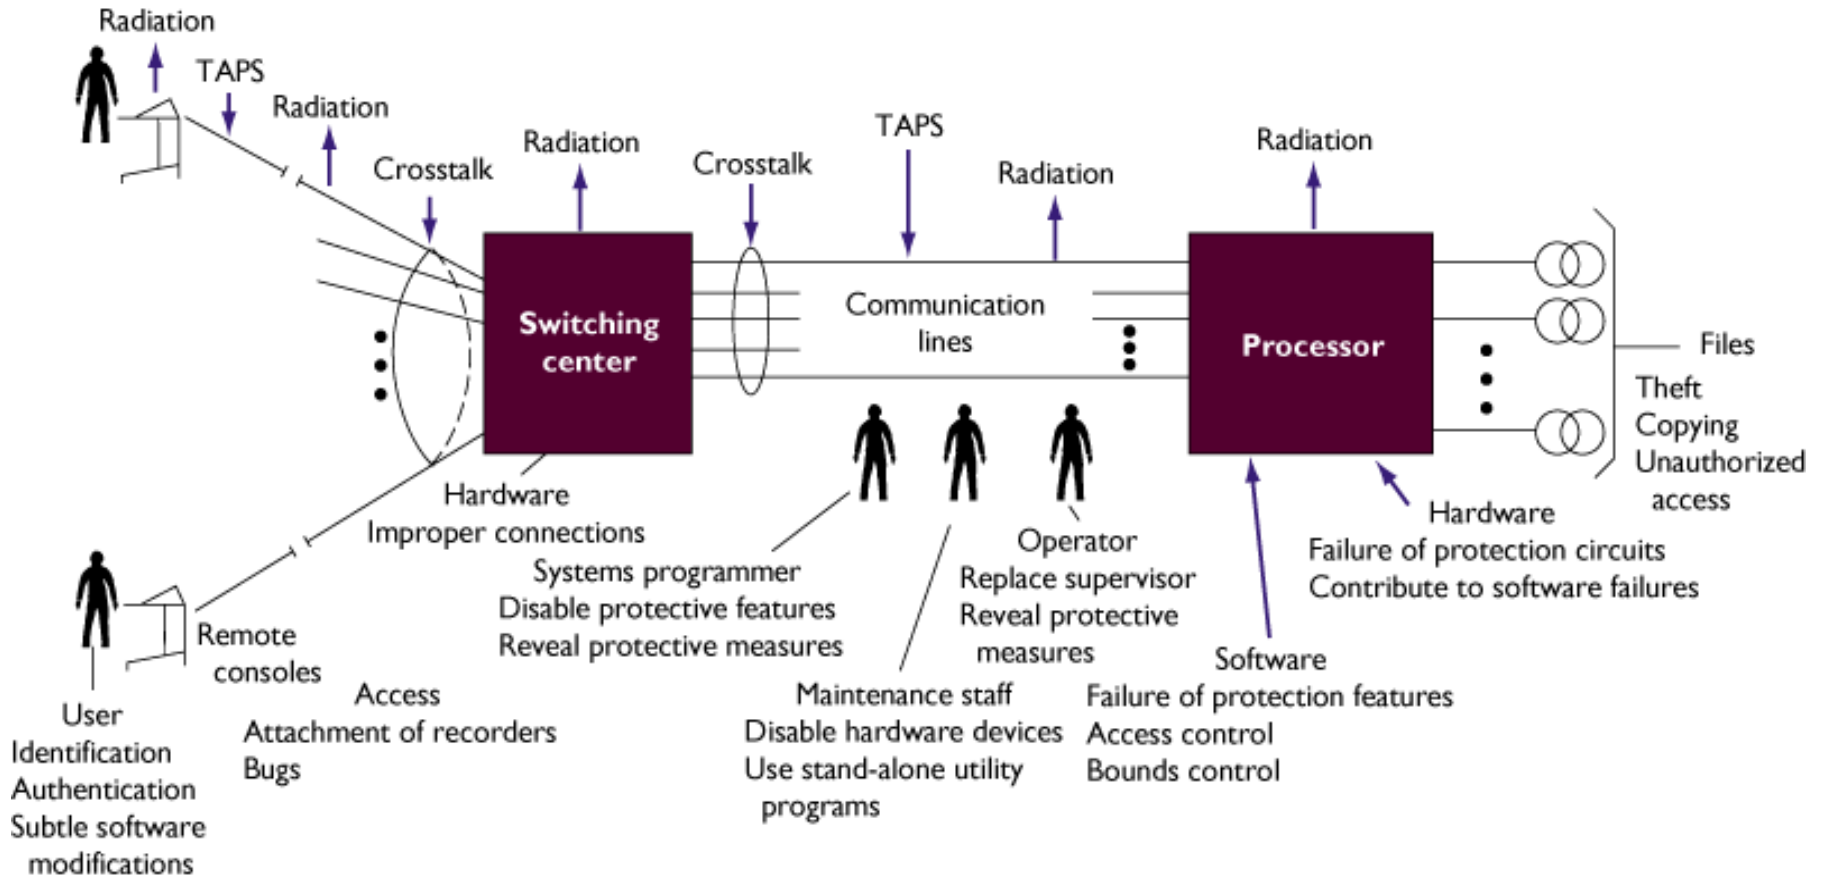 Radiation
TAPS
Radiation
Crosstalk
Radiation
Crosstalk
TAPS
Radiation
Radiation
Switching
center
Communication
lines
Processor
Files
Theft
Copying
Unauthorized
access
Hardware
Improper connections
Systems programmer
Disable protective features
Reveal protective measures
Operator
Replace supervisor
Reveal protective
measures
Hardware
Failure of protection circuits
Contribute to software failures
Remote
consoles
User
Identification
Authentication
Subtle software
modifications
Access
Attachment of recorders
Bugs
Maintenance staff
Disable hardware devices
Use stand-alone utility
programs
Software
Failure of protection features
Access control
Bounds control